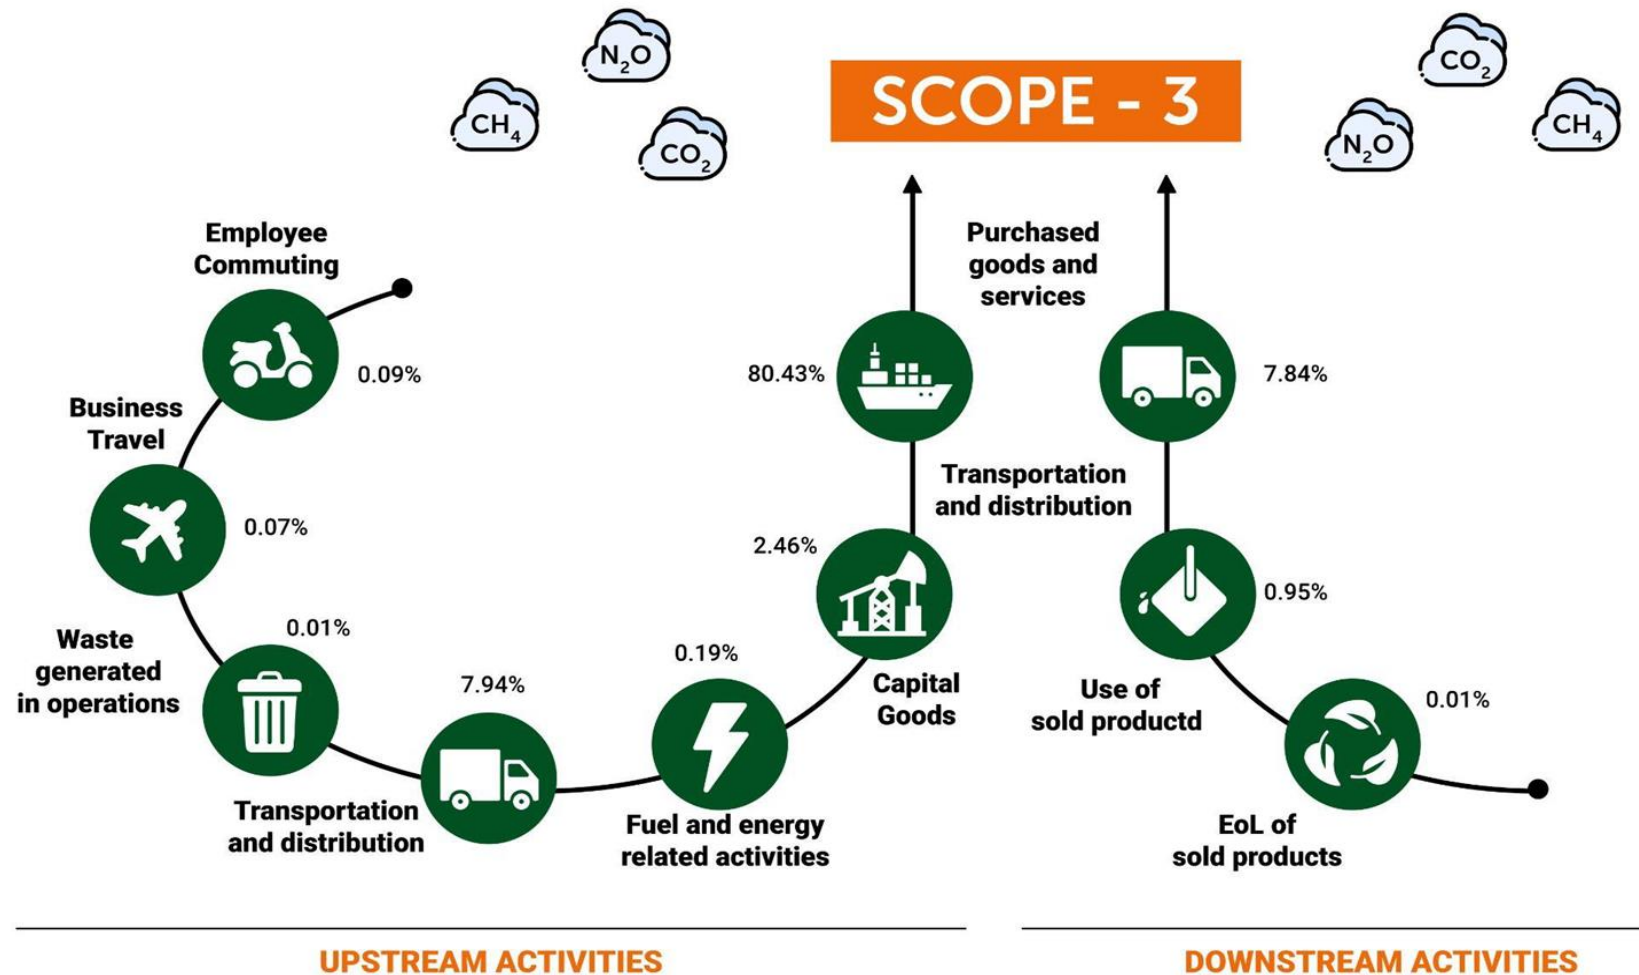 N₂O
CH₄
CO₂
SCOPE - 3
CO₂
N₂O
CH₄
Employee
Commuting
0.09%
Business
Travel
0.07%
Waste
generated
in operations
0.01%
Transportation
and distribution
7.94%
Fuel and energy
related activities
0.19%
Capital
Goods
2.46%
Purchased
goods and
services
80.43%
7.84%
Transportation
and distribution
0.95%
Use of
sold productd
0.01%
EoL of
sold products
UPSTREAM ACTIVITIES
DOWNSTREAM ACTIVITIES